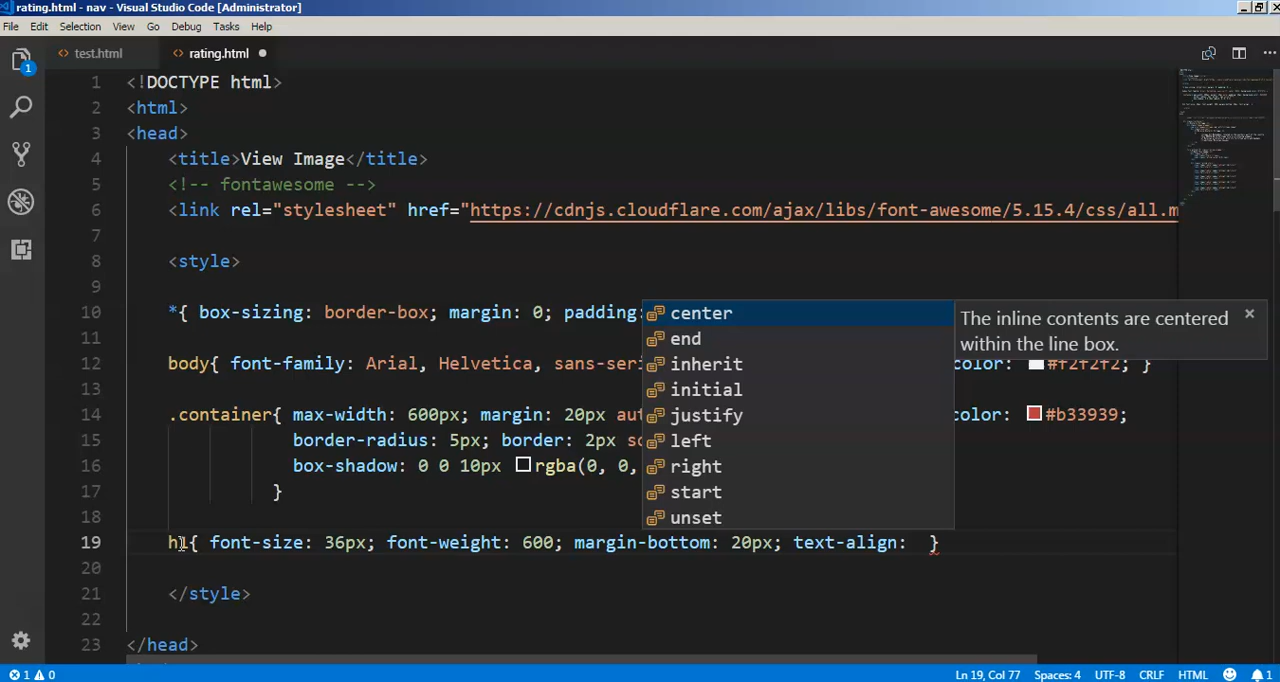 rating.html - nav - Visual Studio Code [Administrator]
File Edit Selection View Go Debug Tasks Help
test.html rating.html
1 <!DOCTYPE html>
2 <html>
3 <head>
4 <title>View Image</title>
5 <!-- fontawesome -->
6 <link rel="stylesheet" href="https://cdnjs.cloudflare.com/ajax/libs/font-awesome/5.15.4/css/all.m
7
8 <style>
9
10 *{ box-sizing: border-box; margin: 0; padding:
11
12 body{ font-family: Arial, Helvetica, sans-seri color: #f2f2f2; }
13
14 .container{ max-width: 600px; margin: 20px aut color: #b33939;
15 border-radius: 5px; border: 2px so
16 box-shadow: 0 0 10px rgba(0, 0,
17 }
18
19 h1{ font-size: 36px; font-weight: 600; margin-bottom: 20px; text-align: }
20
21 </style>
22
23 </head>
center
end
inherit
initial
justify
left
right
start
unset
The inline contents are centered
within the line box.
1
1 0 Ln 19, Col 77 Spaces: 4 UTF-8 CRLF HTML 1